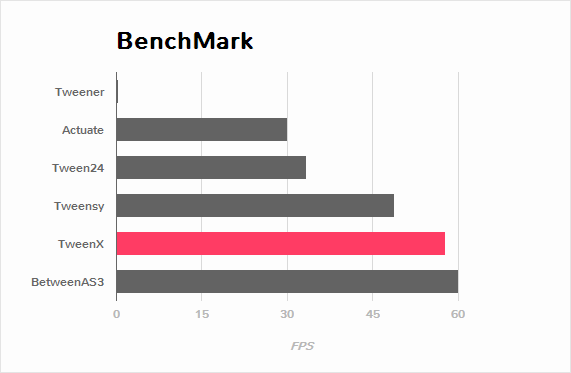 BenchMark
Tweener
Actuate
Tween24
Tweensy
TweenX
BetweenAS3
0 15 30 45 60
FPS